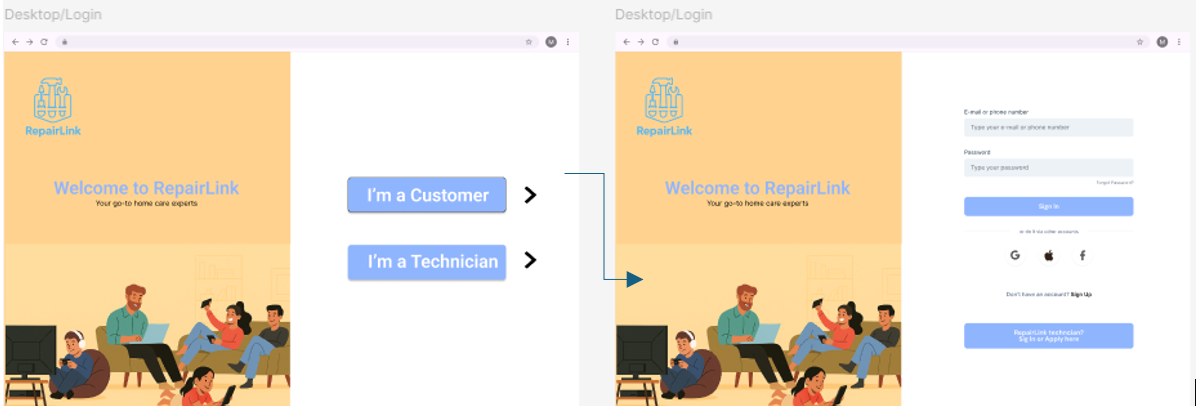 Desktop/Login
M
RepairLink
Welcome to RepairLink
Your go-to home care experts
I'm a Customer
I'm a Technician
Desktop/Login
M
RepairLink
Welcome to RepairLink
Your go-to home care experts
E-mail or phone number
Type your e-mail or phone number
Password
Type your password
Forgot Password?
Sign In
or do it via other accounts
G
f
Don't have an account? Sign Up
RepairLink technician?
Sig In or Apply here